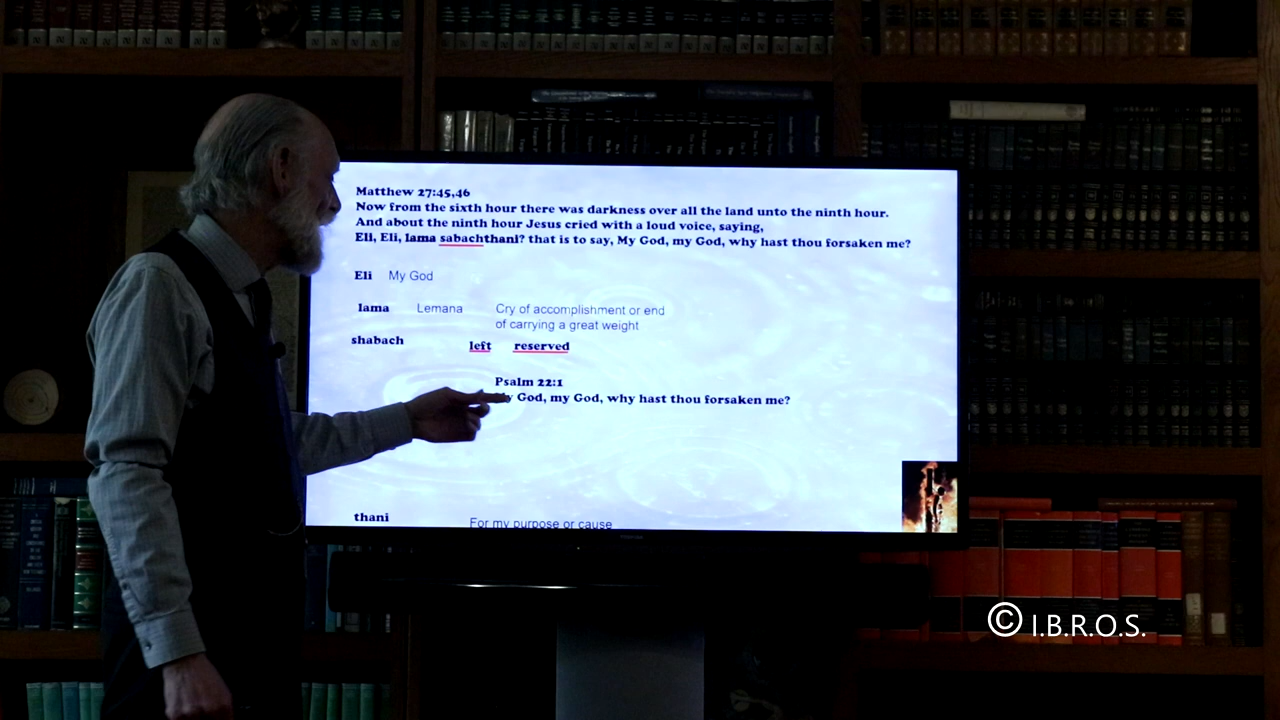 Matthew 27:45,46
Now from the sixth hour there was darkness over all the land unto the ninth hour.
And about the ninth hour Jesus cried with a loud voice, saying,
Eli, Eli, lama sabachthani? that is to say, My God, my God, why hast thou forsaken me?
Eli My God
lama Lemana Cry of accomplishment or end
of carrying a great weight
shabach left reserved
Psalm 22:1
God, my God, why hast thou forsaken me?
thani For my purpose or cause
© I.B.R.O.S.